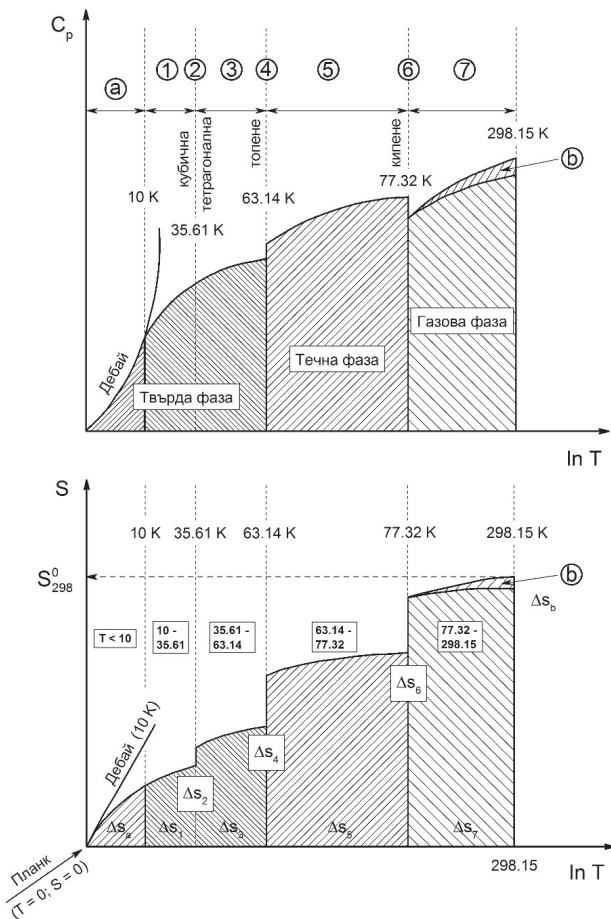 Cp
ⓐ ① ② ③ ④ ⑤ ⑥ ⑦
кубична
тетрагонална
топене
кипене
298.15 K
ⓑ
10 K
35.61 K
63.14 K
77.32 K
Дебай
Твърда фаза
Течна фаза
Газова фаза
ln T
S
10 K 35.61 K 63.14 K 77.32 K 298.15 K
S⁰298
ⓑ
Δsb
T < 10
10 -
35.61
35.61 -
63.14
63.14 -
77.32
77.32 -
298.15
Δs6
Дебай (10 K)
Δs4
Δs2
Δsa Δs1 Δs3 Δs5 Δs7
Планк
(T = 0; S = 0)
298.15 ln T